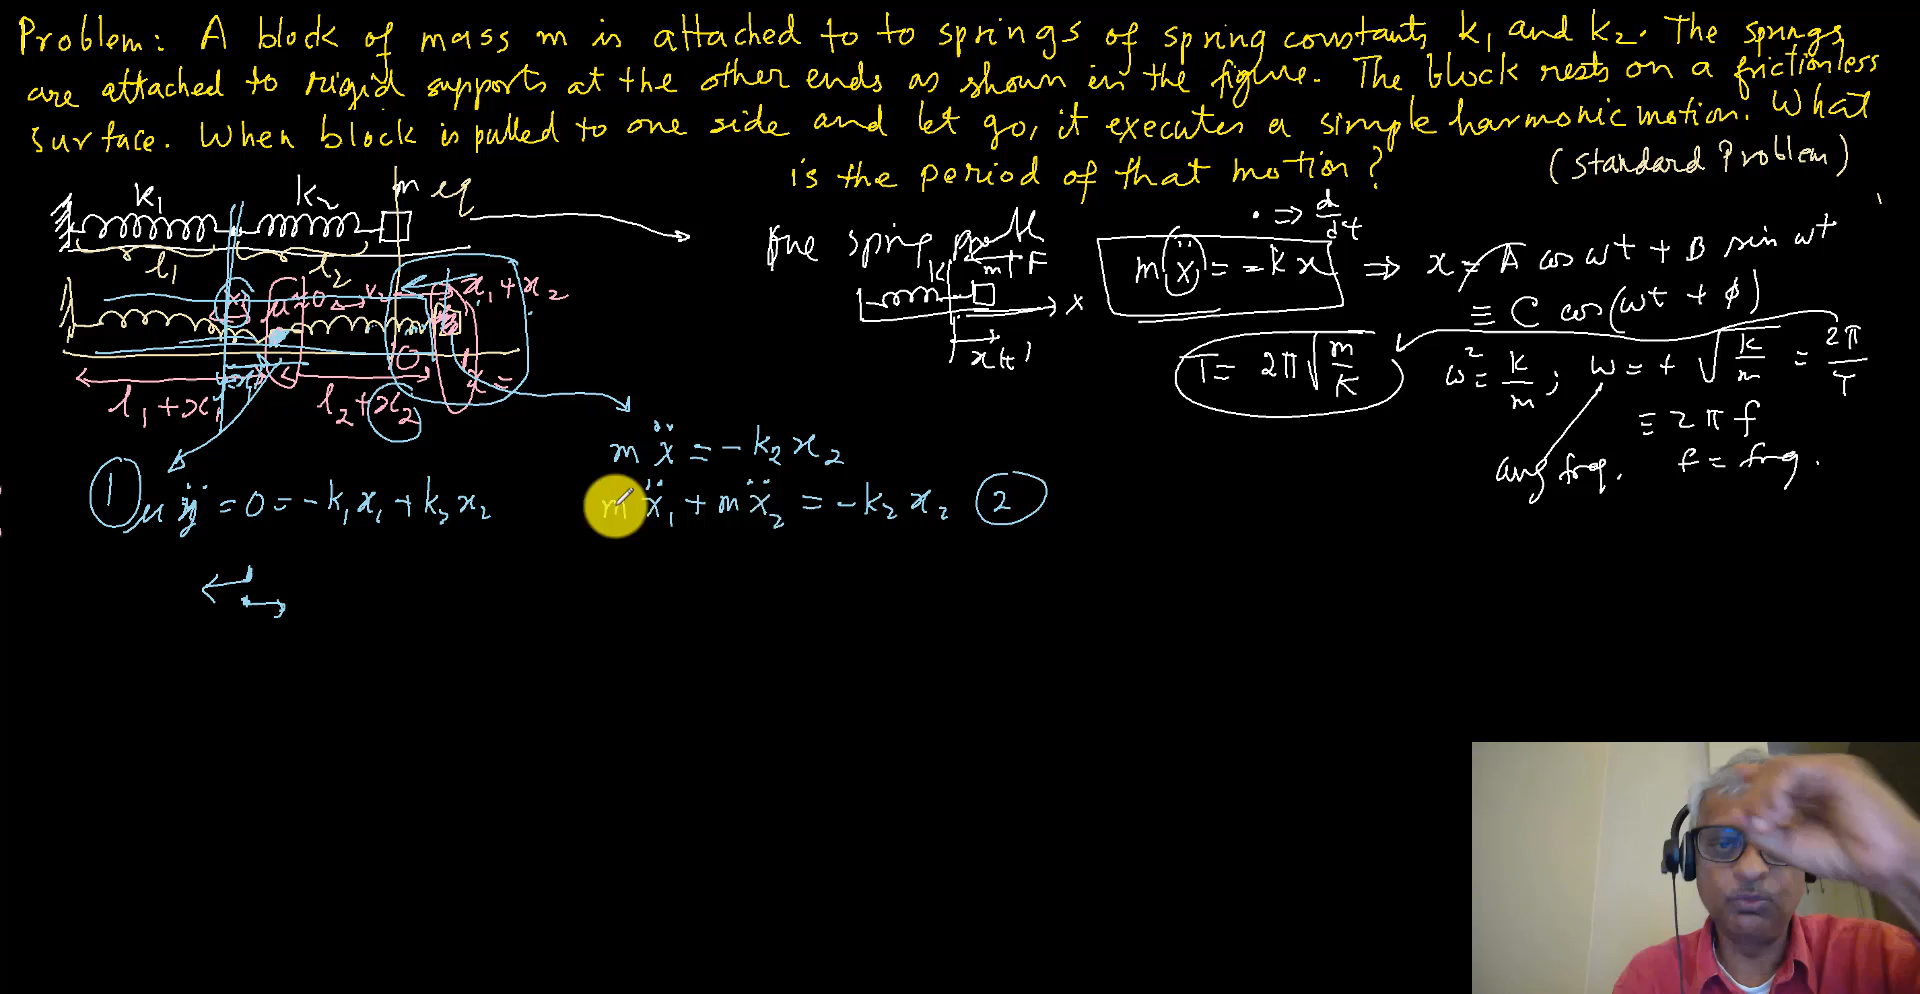 Problem: A block of mass m is attached to to springs of spring constants k₁ and k₂. The springs
are attached to rigid supports at the other ends as shown in the figure. The block rests on a frictionless
surface. When block is pulled to one side and let go, it executes a simple harmonic motion. What
is the period of that motion?
(Standard Problem)
k₁ k₂ m eq
l₁ l₂
x₁ + x₂
l₁ + x₁ l₂ + x₂
x =
One spring
k m F
x
x(t)
• ⇒ d/dt
m ẍ = - k x ⇒ x = A cos ωt + B sin ωt
≡ C cos(ωt + φ)
T = 2π √(m/k)
ω² = k/m ; ω = + √(k/m) = 2π/T
≡ 2π f
ang freq. f = freq.
m ẍ = - k₂ x₂
① μ ÿ = 0 = - k₁ x₁ + k₂ x₂
m ẍ₁ + m ẍ₂ = - k₂ x₂ ②